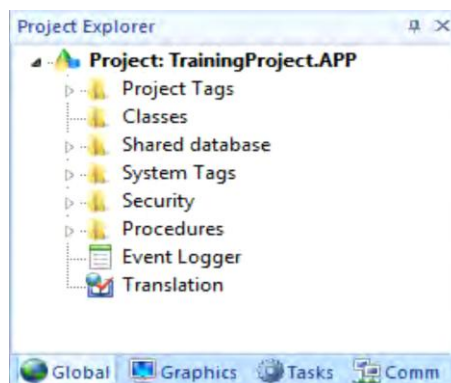 Project Explorer
Project: TrainingProject.APP
Project Tags
Classes
Shared database
System Tags
Security
Procedures
Event Logger
Translation
Global Graphics Tasks Comm